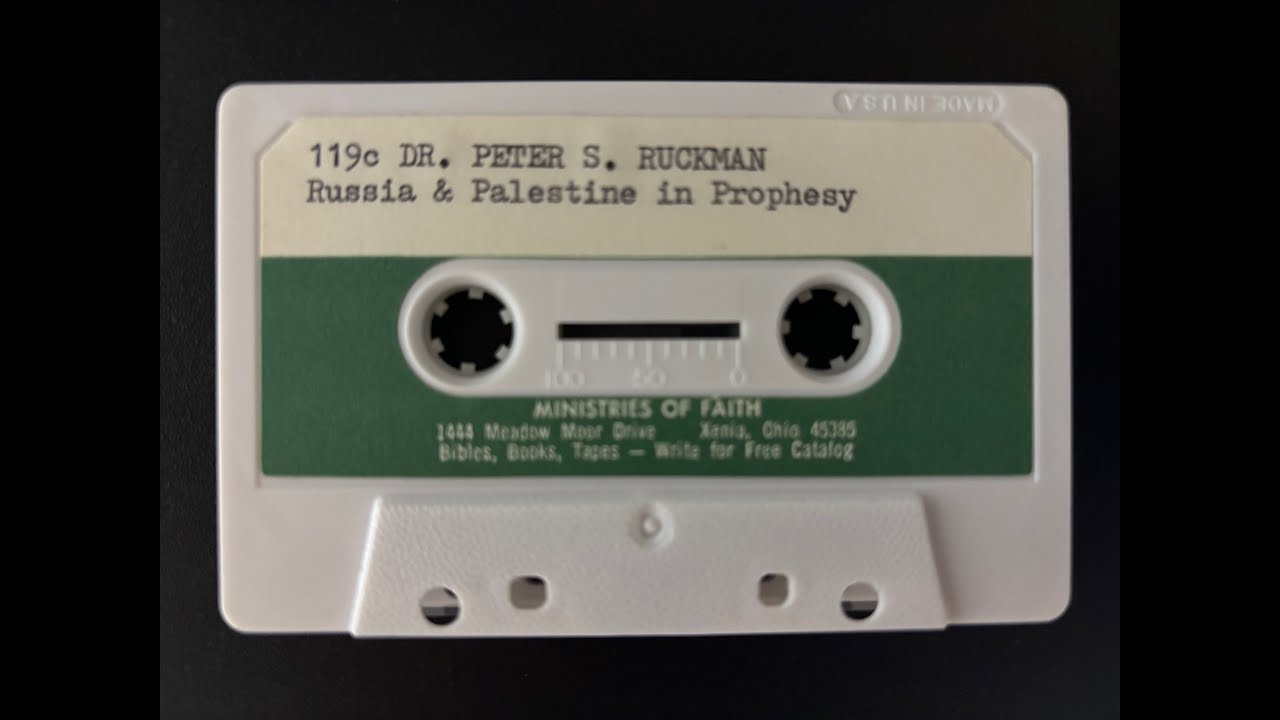 MADE IN U.S.A
119c DR. PETER S. RUCKMAN
Russia & Palestine in Prophesy
100 50 0
MINISTRIES OF FAITH
1444 Meadow Moor Drive Xenia, Ohio 45385
Bibles, Books, Tapes — Write for Free Catalog